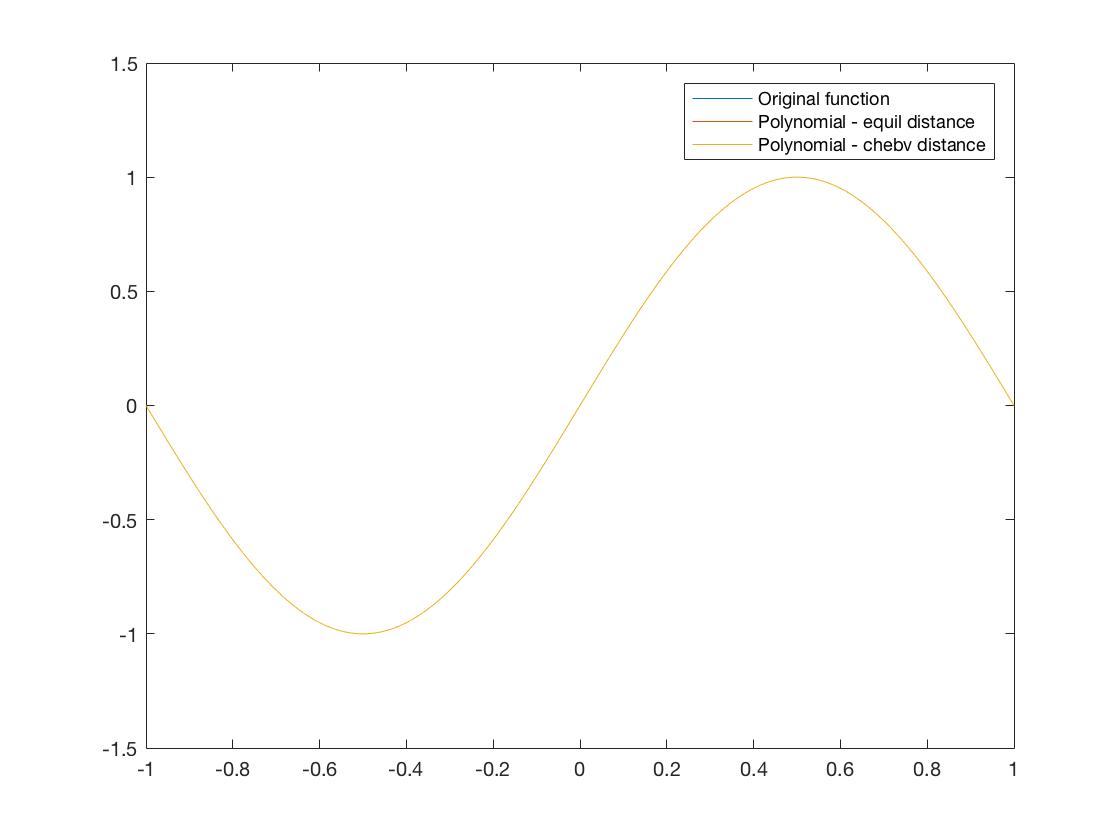 1.5
1
0.5
0
-0.5
-1
-1.5
-1 -0.8 -0.6 -0.4 -0.2 0 0.2 0.4 0.6 0.8 1
Original function
Polynomial - equil distance
Polynomial - chebv distance